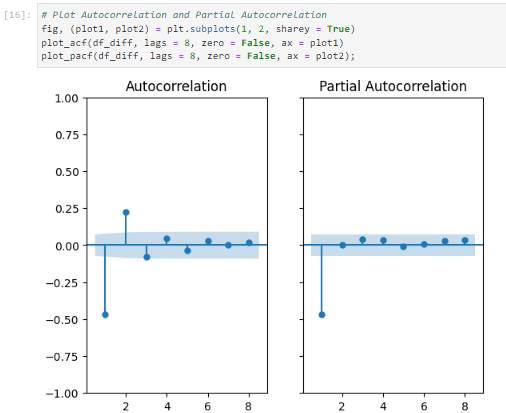 [16]: # Plot Autocorrelation and Partial Autocorrelation
fig, (plot1, plot2) = plt.subplots(1, 2, sharey = True)
plot_acf(df_diff, lags = 8, zero = False, ax = plot1)
plot_pacf(df_diff, lags = 8, zero = False, ax = plot2);
Autocorrelation Partial Autocorrelation
1.00
0.75
0.50
0.25
0.00
−0.25
−0.50
−0.75
−1.00
2 4 6 8 2 4 6 8